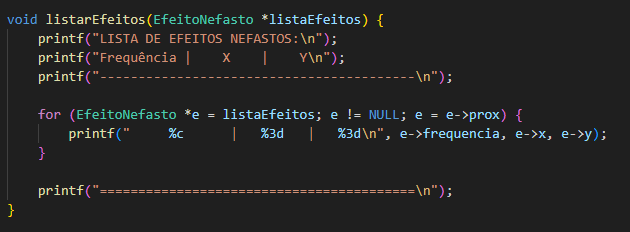 void listarEfeitos(EfeitoNefasto *listaEfeitos) {
    printf("LISTA DE EFEITOS NEFASTOS:\n");
    printf("Frequência |    X    |    Y\n");
    printf("-----------------------------------------\n");

    for (EfeitoNefasto *e = listaEfeitos; e != NULL; e = e->prox) {
        printf("     %c      |   %3d   |   %3d\n", e->frequencia, e->x, e->y);
    }

    printf("=========================================\n");
}